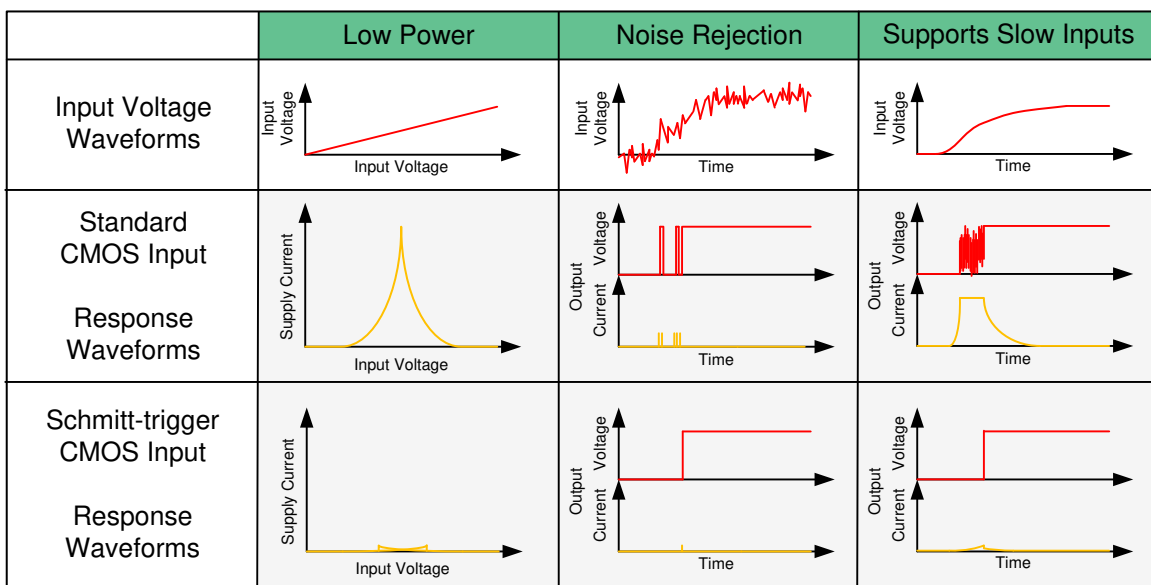 Low Power
Noise Rejection
Supports Slow Inputs
Input Voltage
Waveforms
Input
Voltage
Input Voltage
Input
Voltage
Time
Input
Voltage
Time
Standard
CMOS Input
Response
Waveforms
Supply Current
Input Voltage
Output
Voltage
Current
Time
Output
Voltage
Current
Time
Schmitt-trigger
CMOS Input
Response
Waveforms
Supply Current
Input Voltage
Output
Voltage
Current
Time
Output
Voltage
Current
Time